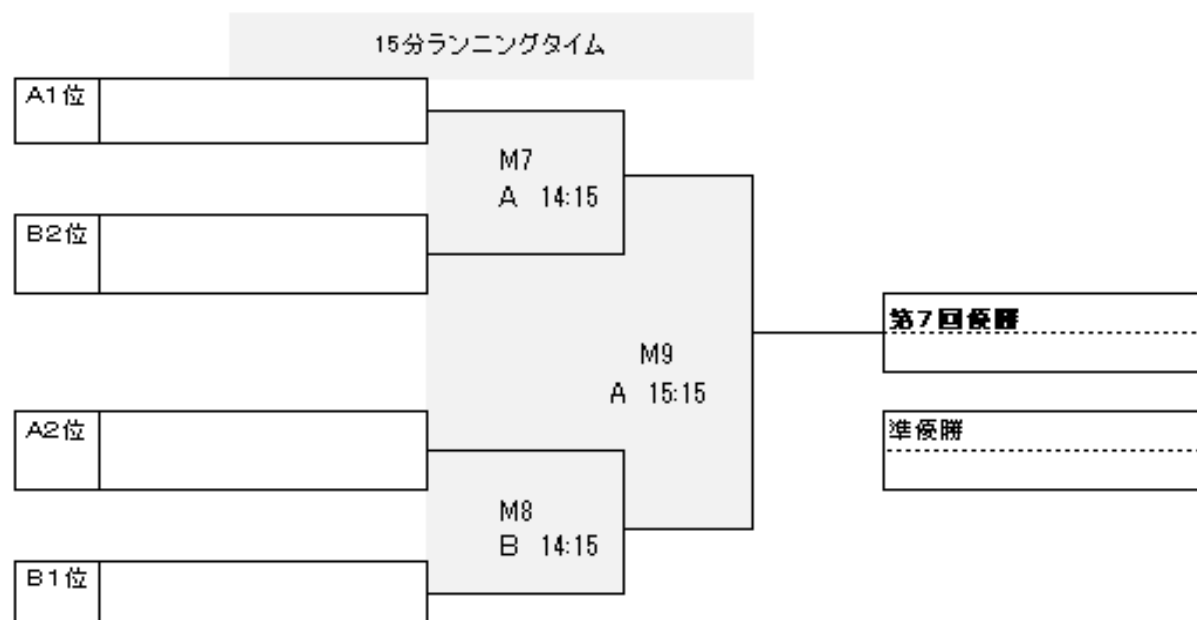 15分ランニングタイム
A1位
M7
A 14:15
B2位
第7回優勝
M9
A 15:15
A2位
準優勝
M8
B 14:15
B1位